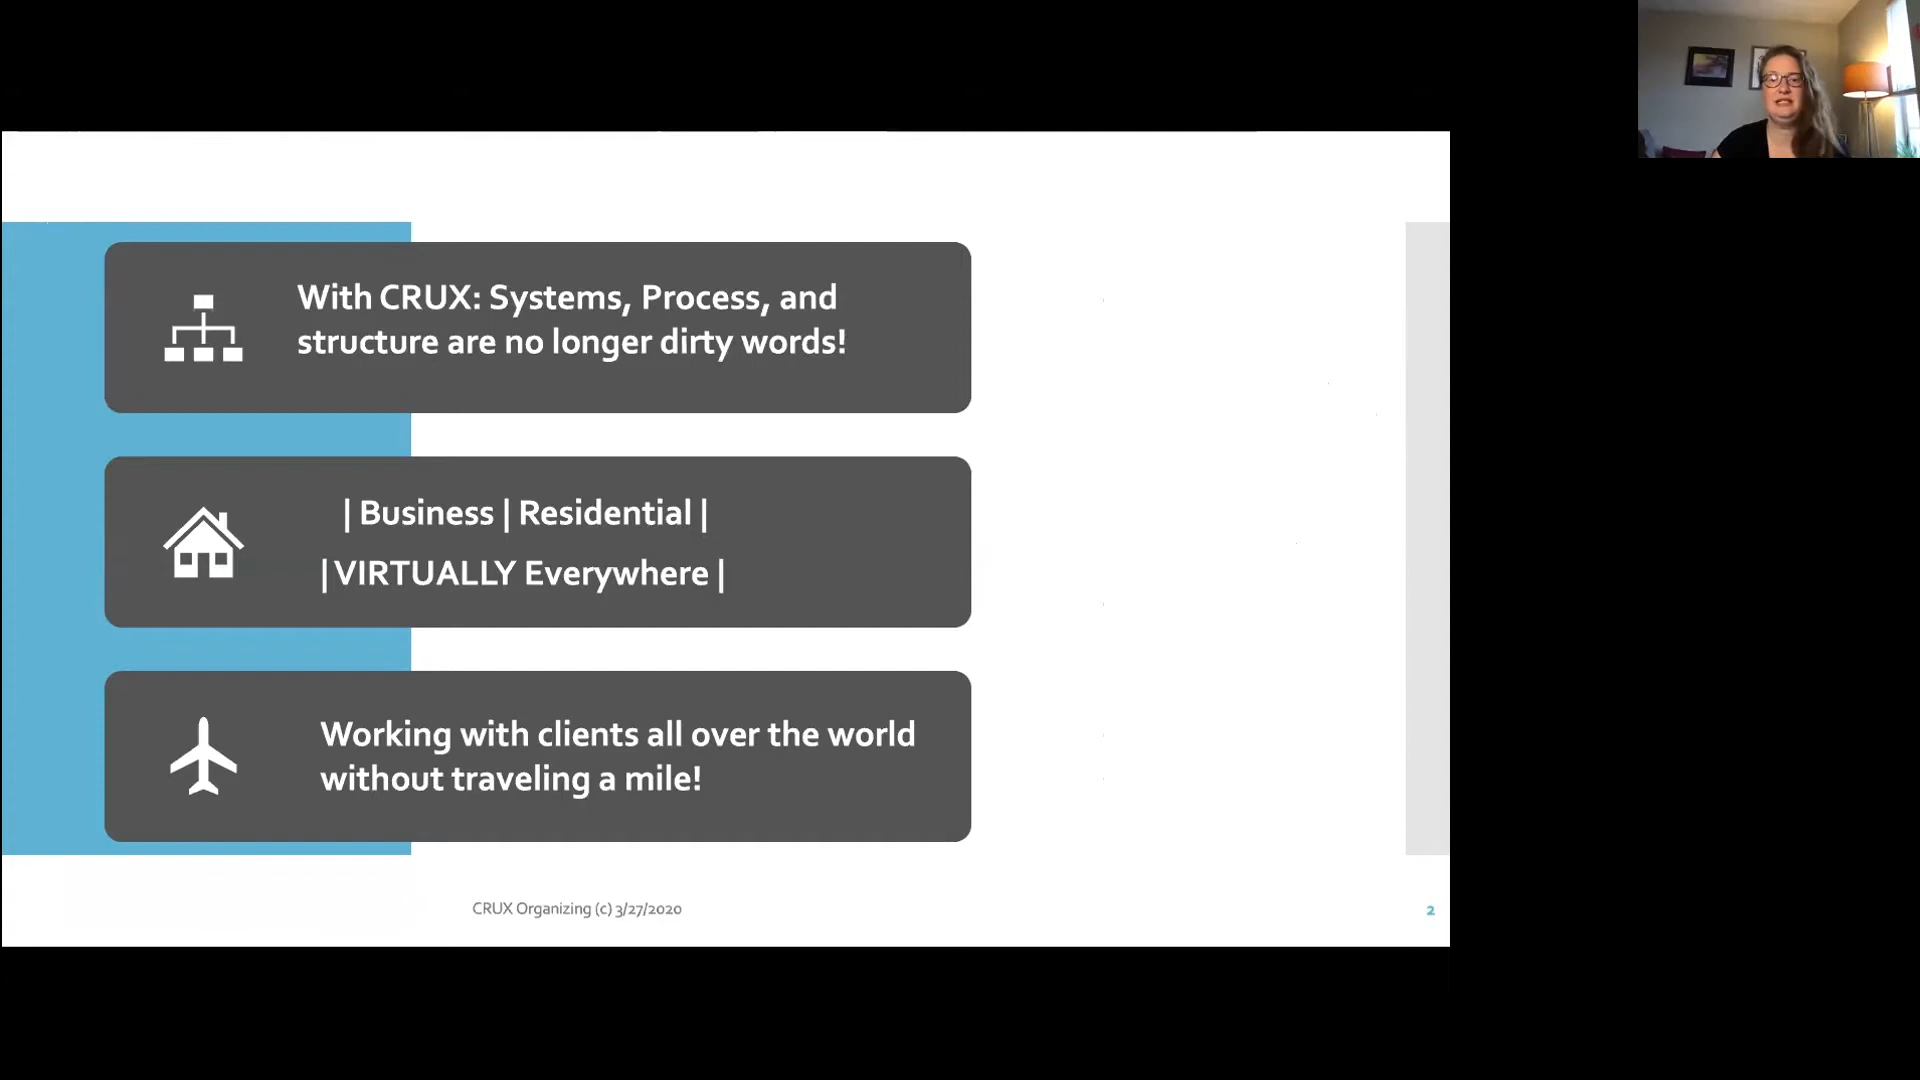 With CRUX: Systems, Process, and
structure are no longer dirty words!
| Business | Residential |
| VIRTUALLY Everywhere |
Working with clients all over the world
without traveling a mile!
CRUX Organizing (c) 3/27/2020
2